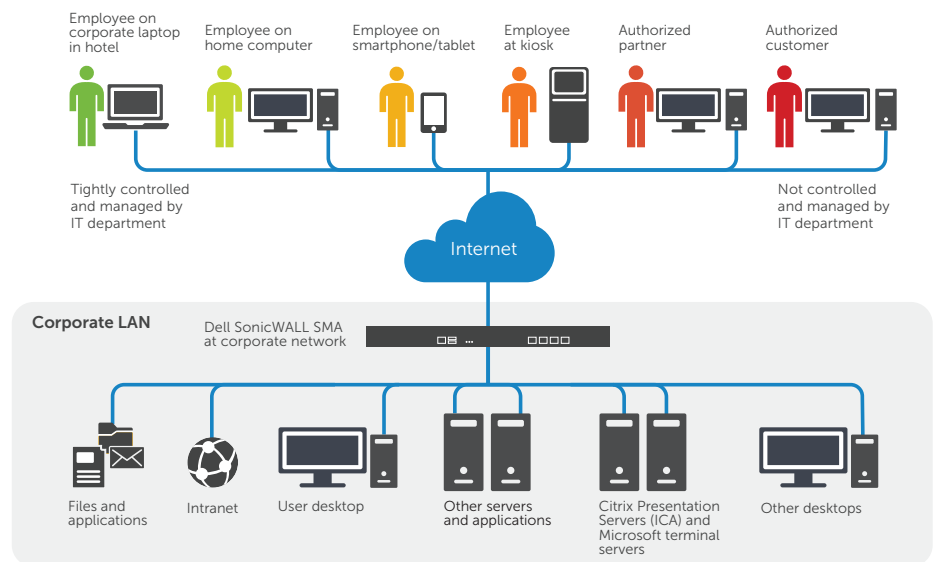 Employee on
corporate laptop
in hotel
Employee on
home computer
Employee on
smartphone/tablet
Employee
at kiosk
Authorized
partner
Authorized
customer
Tightly controlled
and managed by
IT department
Not controlled
and managed by
IT department
Internet
Corporate LAN
Dell SonicWALL SMA
at corporate network
Files and
applications
Intranet
User desktop
Other servers
and applications
Citrix Presentation
Servers (ICA) and
Microsoft terminal
servers
Other desktops